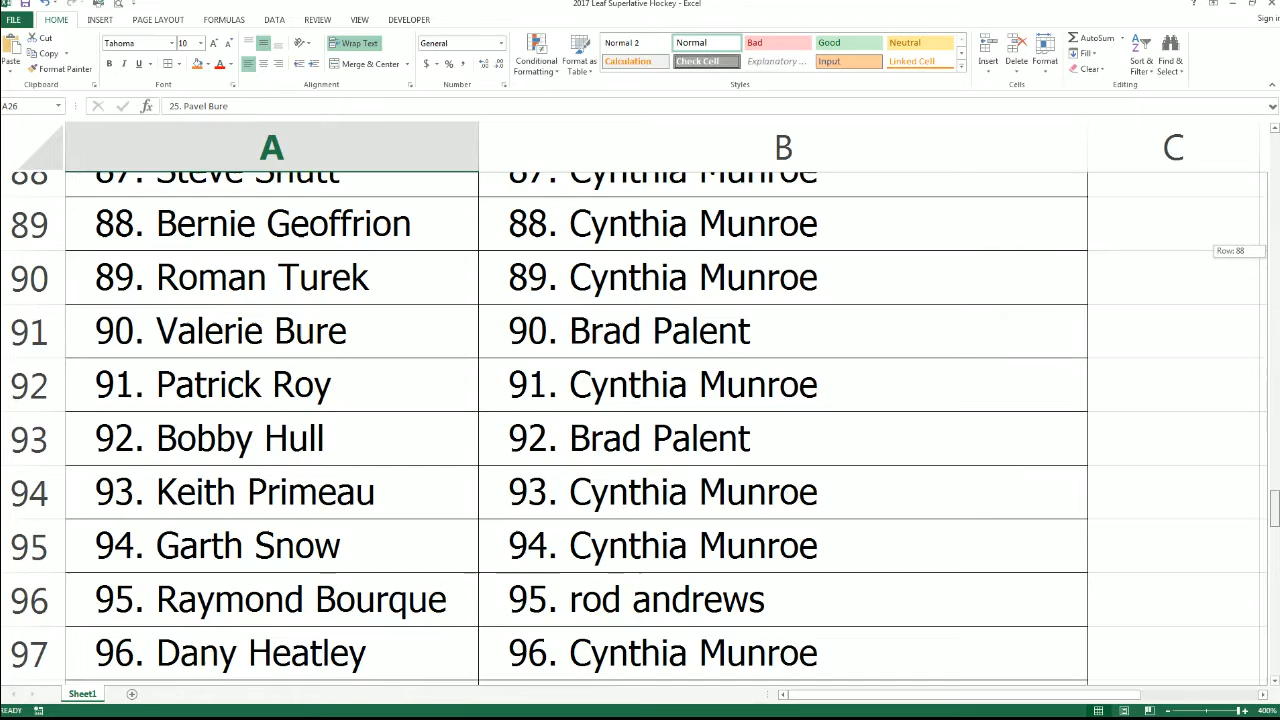 2017 Leaf Superlative Hockey - Excel
FILE HOME INSERT PAGE LAYOUT FORMULAS DATA REVIEW VIEW DEVELOPER
Sign in
Cut
Copy
Format Painter
Paste
Clipboard
Tahoma 10
Font
Wrap Text
Merge & Center
Alignment
General
Number
Conditional Formatting
Format as Table
Normal 2 Normal Bad Good Neutral
Calculation Check Cell Explanatory ... Input Linked Cell
Styles
Insert Delete Format
Cells
AutoSum
Fill
Clear
Sort & Filter
Find & Select
Editing
A26 25. Pavel Bure
A B C
88 87. Steve Shutt 87. Cynthia Munroe
89 88. Bernie Geoffrion 88. Cynthia Munroe
Row: 88
90 89. Roman Turek 89. Cynthia Munroe
91 90. Valerie Bure 90. Brad Palent
92 91. Patrick Roy 91. Cynthia Munroe
93 92. Bobby Hull 92. Brad Palent
94 93. Keith Primeau 93. Cynthia Munroe
95 94. Garth Snow 94. Cynthia Munroe
96 95. Raymond Bourque 95. rod andrews
97 96. Dany Heatley 96. Cynthia Munroe
Sheet1
READY
400%